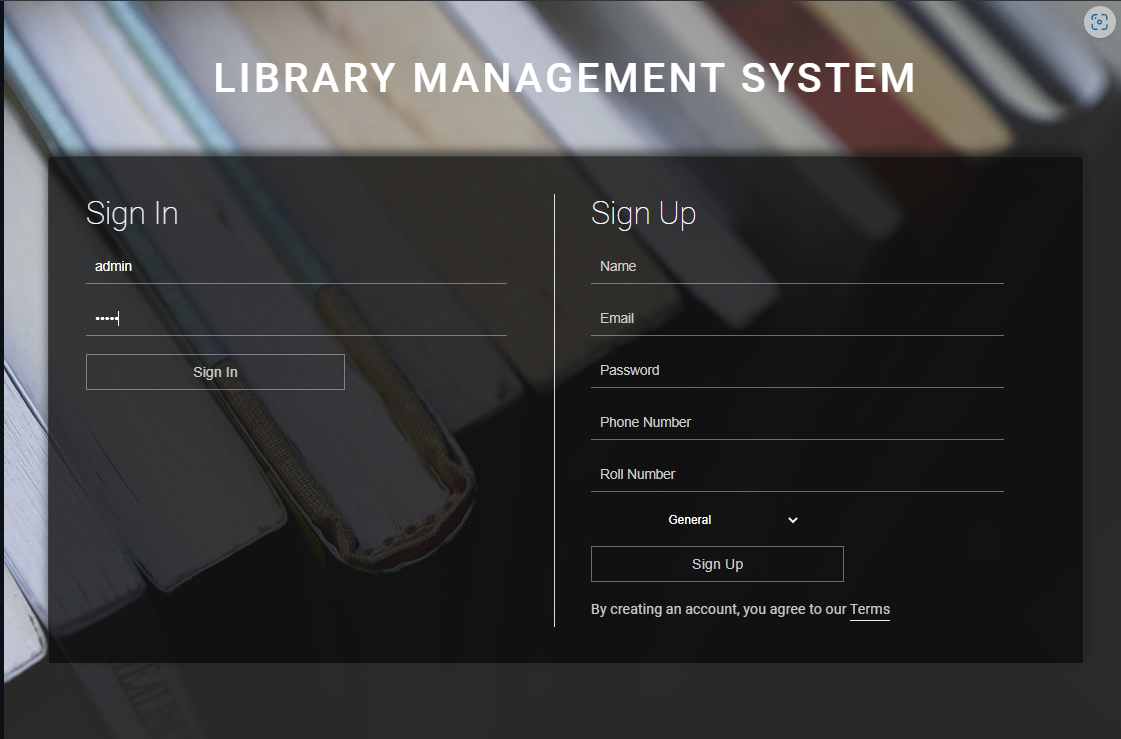 LIBRARY MANAGEMENT SYSTEM
Sign In
admin
•••••
Sign In
Sign Up
Name
Email
Password
Phone Number
Roll Number
General
Sign Up
By creating an account, you agree to our Terms